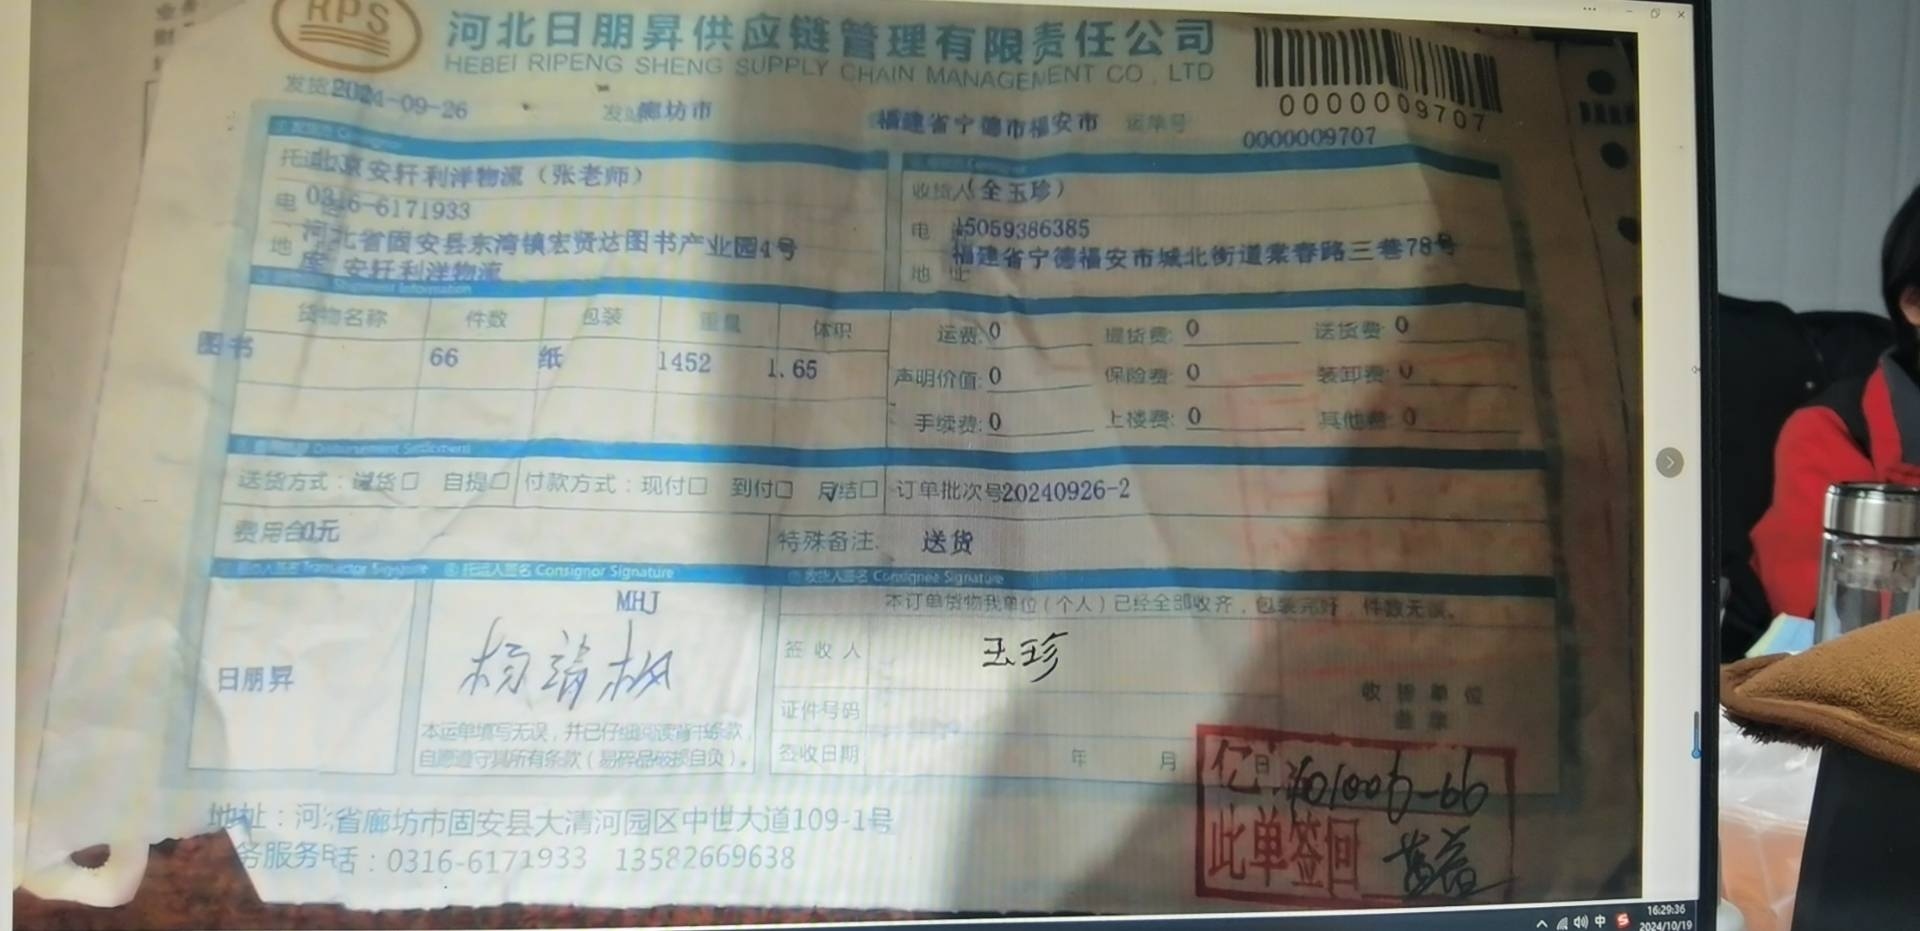 RPS
河北日朋昇供应链管理有限责任公司
HEBEI RIPENG SHENG SUPPLY CHAIN MANAGEMENT CO., LTD
0000009707
发货2024-09-26 发 廊坊市 福建省宁德市福安市 运单号 0000009707
托运 北京安轩利洋物流（张老师） 收货人（全玉珍）
电 0316-6171933 电 15059386385
地 河北省固安县东湾镇宏贤达图书产业园4号
库 安轩利洋物流
地址 福建省宁德福安市城北街道棠春路三巷78号
Shipment Information
货物名称 件数 包装 重量 体积
图书 66 纸 1452 1.65
运费:0 提货费:0 送货费:0
声明价值:0 保险费:0 装卸费:0
手续费:0 上楼费:0 其他费:0
Disbursement Settlement
送货方式：送货□ 自提□ 付款方式：现付□ 到付□ 月结□ 订单批次号20240926-2
费用合 0元 特殊备注: 送货
Transactor Signature 托运人签名 Consignor Signature 收货人签名 Consignee Signature
MHJ
本订单货物我单位（个人）已经全部收齐，包装完好，件数无误。
日朋昇
签收人 玉珍
证件号码
收货单位
盖章
签收日期 年 月 日
本运单填写无误，并已仔细阅读背书条款，
自愿遵守其所有条款（易碎品破损自负）。
此单签回
地址：河 省廊坊市固安县大清河园区中世大道109-1号
务服务电话：0316-6171933 13582669638
中
16:29:36
2024/10/19